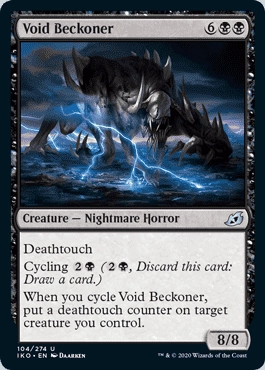 Void Beckoner 6
Creature — Nightmare Horror
Deathtouch
Cycling 2 ( 2 , Discard this card:
Draw a card.)
When you cycle Void Beckoner,
put a deathtouch counter on target
creature you control.
8/8
104/274 U
IKO • EN DAARKEN
™ & © 2020 Wizards of the Coast